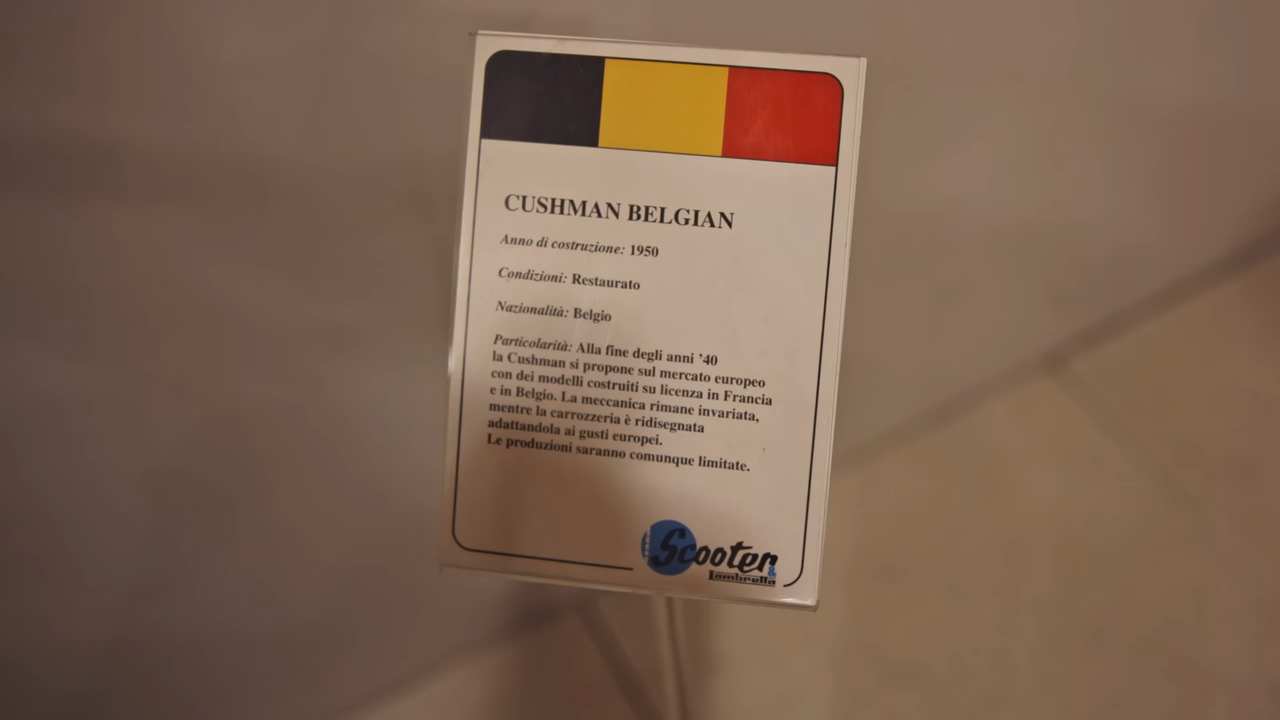 CUSHMAN BELGIAN
Anno di costruzione: 1950
Condizioni: Restaurato
Nazionalità: Belgio
Particolarità: Alla fine degli anni '40
la Cushman si propone sul mercato europeo
con dei modelli costruiti su licenza in Francia
e in Belgio. La meccanica rimane invariata,
mentre la carrozzeria è ridisegnata
adattandola ai gusti europei.
Le produzioni saranno comunque limitate.
Scooter &
Lambretta